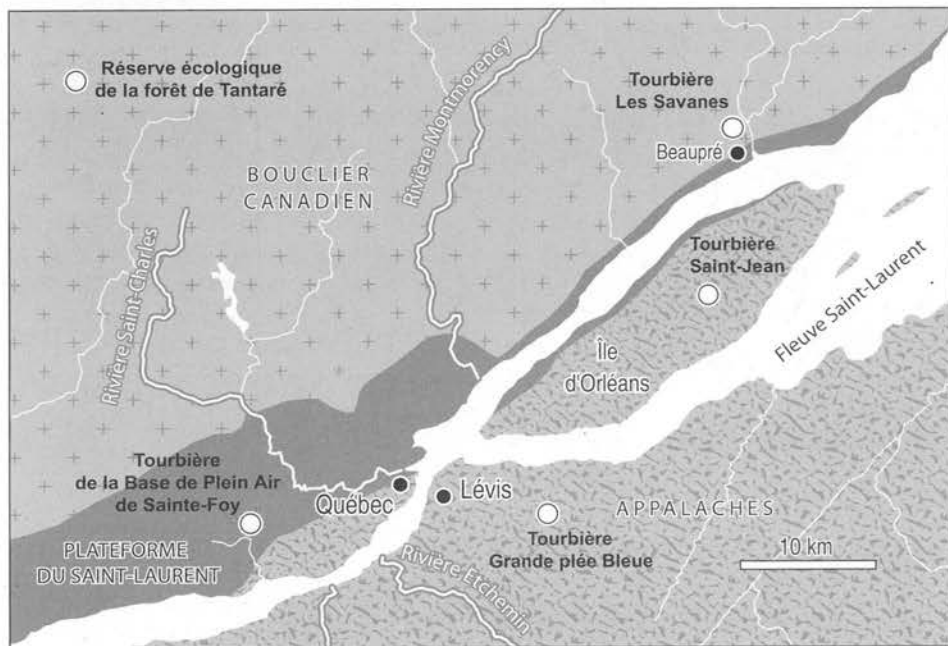 Réserve écologique
de la forêt de Tantaré
Rivière Montmorency
Tourbière
Les Savanes
Beaupré
BOUCLIER
CANADIEN
Rivière Saint-Charles
Tourbière
Saint-Jean
Fleuve Saint-Laurent
Île
d'Orléans
Tourbière
de la Base de Plein Air
de Sainte-Foy
Québec
Lévis
APPALACHES
Tourbière
Grande plée Bleue
PLATEFORME
DU SAINT-LAURENT
Rivière Etchemin
10 km